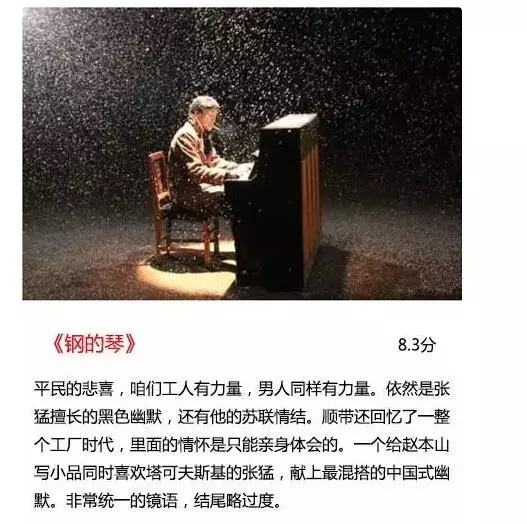 《钢的琴》
8.3分
平民的悲喜，咱们工人有力量，男人同样有力量。依然是张
猛擅长的黑色幽默，还有他的苏联情结。顺带还回忆了一整
个工厂时代，里面的情怀是只能亲身体会的。一个给赵本山
写小品同时喜欢塔可夫斯基的张猛，献上最混搭的中国式幽
默。非常统一的镜语，结尾略过度。